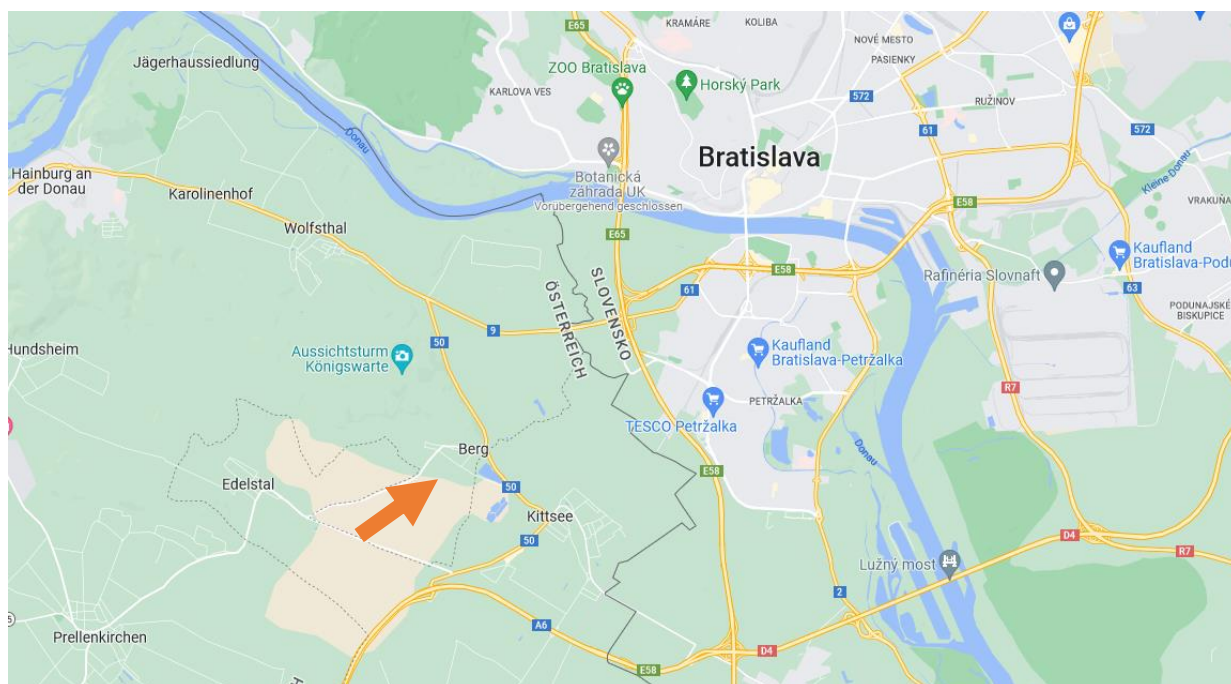 E65
KRAMÁRE
KOLIBA
NOVÉ MESTO
PASIENKY
Jägerhaussiedlung
ZOO Bratislava
Horský Park
KARLOVA VES
572
RUŽINOV
61
572
Donau
Bratislava
Hainburg an
der Donau
Karolinenhof
Botanická
záhrada UK
Vorübergehend geschlossen
Kleine Donau
VRAKUŇA
E58
Wolfsthal
E65
Kaufland
Bratislava-Podu
E58
Rafinéria Slovnaft
61
63
ÖSTERREICH
SLOVENSKO
PODUNAJSKÉ
BISKUPICE
9
50
Hundsheim
Aussichtsturm
Königswarte
Kaufland
Bratislava-Petržalka
R7
PETRŽALKA
TESCO Petržalka
Berg
Donau
E58
Edelstal
50
Kittsee
50
D4
R7
Lužný most
2
A6
Prellenkirchen
D4
E58